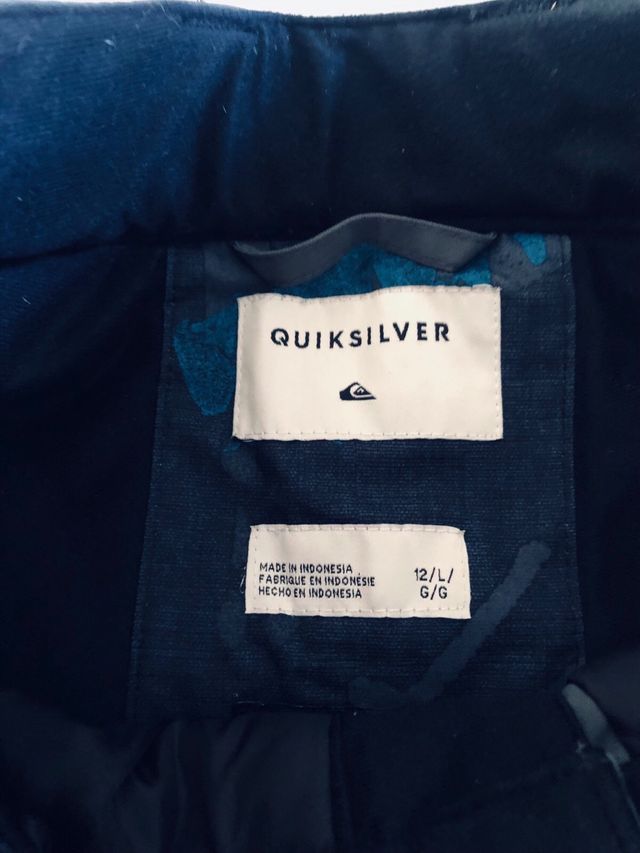 QUIKSILVER
MADE IN INDONESIA
FABRIQUE EN INDONÉSIE
HECHO EN INDONESIA
12/L/
G/G